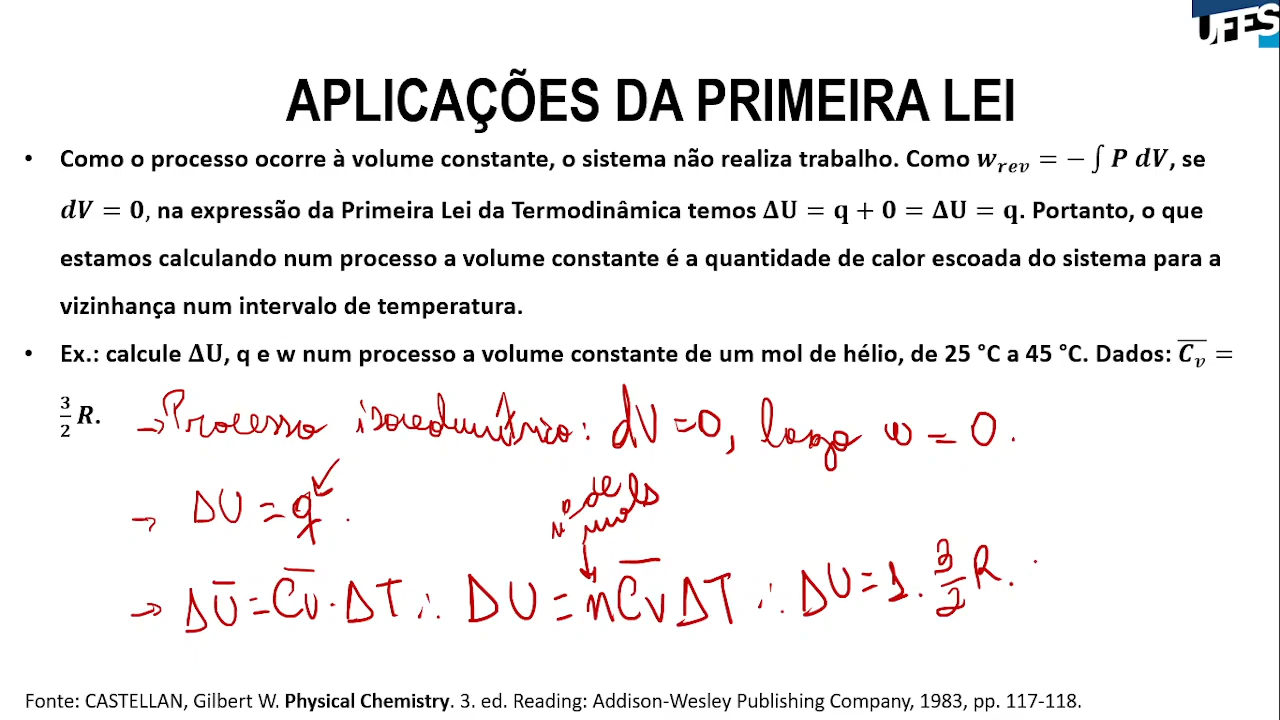 UFES
APLICAÇÕES DA PRIMEIRA LEI
• Como o processo ocorre à volume constante, o sistema não realiza trabalho. Como w_rev = −∫ P dV, se
dV = 0, na expressão da Primeira Lei da Termodinâmica temos ΔU = q + 0 = ΔU = q. Portanto, o que
estamos calculando num processo a volume constante é a quantidade de calor escoada do sistema para a
vizinhança num intervalo de temperatura.
• Ex.: calcule ΔU, q e w num processo a volume constante de um mol de hélio, de 25 °C a 45 °C. Dados: C̅_v =
3/2 R.
→ Processo isovolumétrico: dV = 0, logo w = 0.
→ ΔU = q.
nº de mols
→ ΔU̅ = C̅v · ΔT ∴ ΔU = n C̅v ΔT ∴ ΔU = 1 · 3/2 R ·
Fonte: CASTELLAN, Gilbert W. Physical Chemistry. 3. ed. Reading: Addison-Wesley Publishing Company, 1983, pp. 117-118.